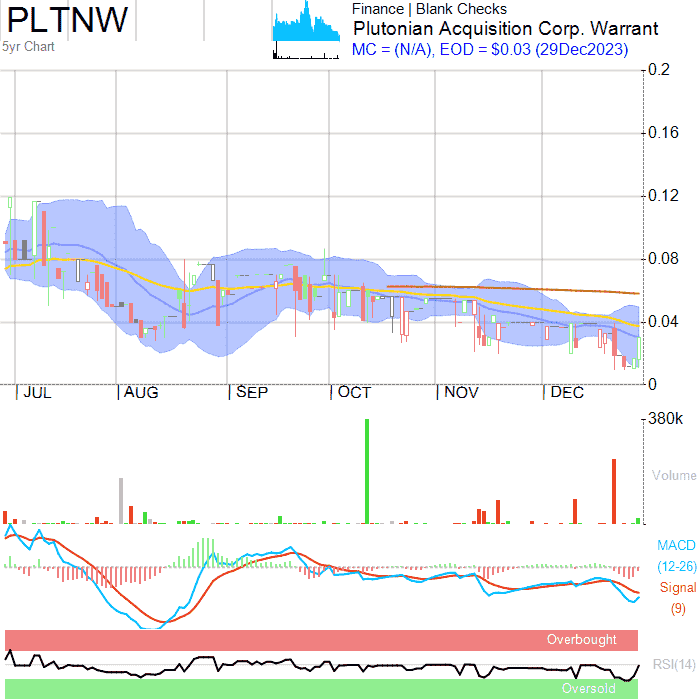 PLTNW
5yr Chart
Finance | Blank Checks
Plutonian Acquisition Corp. Warrant
MC = (N/A), EOD = $0.03 (29Dec2023)
0.2
0.16
0.12
0.08
0.04
0
JUL AUG SEP OCT NOV DEC
380k
Volume
MACD
(12-26)
Signal
(9)
Overbought
RSI(14)
Oversold